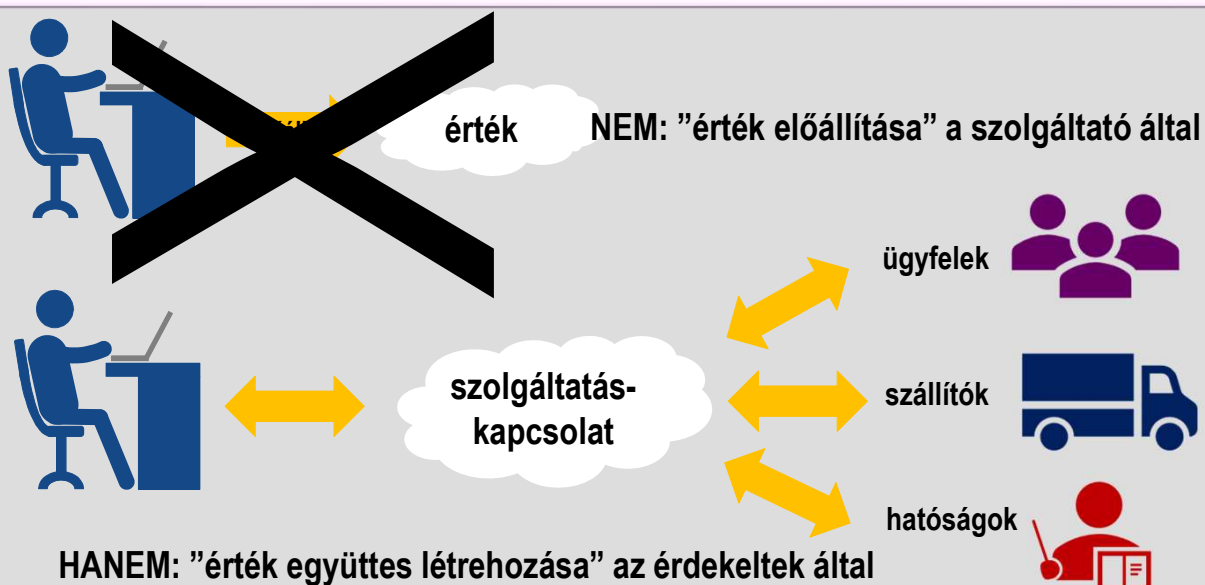 érték
NEM: ”érték előállítása” a szolgáltató által
ügyfelek
szolgáltatás-
kapcsolat
szállítók
hatóságok
HANEM: ”érték együttes létrehozása” az érdekeltek által